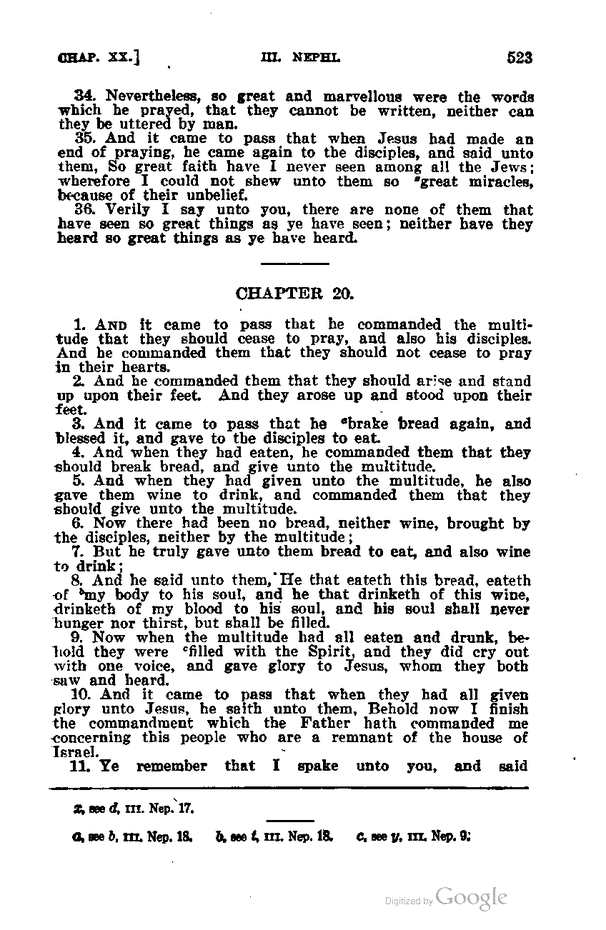 CHAP. XX.] III. NEPHI. 523
34. Nevertheless, so great and marvellous were the words
which he prayed, that they cannot be written, neither can
they be uttered by man.
35. And it came to pass that when Jesus had made an
end of praying, he came again to the disciples, and said unto
them, So great faith have I never seen among all the Jews;
wherefore I could not shew unto them so ˣgreat miracles,
because of their unbelief.
36. Verily I say unto you, there are none of them that
have seen so great things as ye have seen; neither have they
heard so great things as ye have heard.
CHAPTER 20.
1. AND it came to pass that he commanded the multi-
tude that they should cease to pray, and also his disciples.
And he commanded them that they should not cease to pray
in their hearts.
2. And he commanded them that they should arise and stand
up upon their feet. And they arose up and stood upon their
feet.
3. And it came to pass that he ᵃbrake bread again, and
blessed it, and gave to the disciples to eat.
4. And when they had eaten, he commanded them that they
should break bread, and give unto the multitude.
5. And when they had given unto the multitude, he also
gave them wine to drink, and commanded them that they
should give unto the multitude.
6. Now there had been no bread, neither wine, brought by
the disciples, neither by the multitude;
7. But he truly gave unto them bread to eat, and also wine
to drink;
8. And he said unto them, He that eateth this bread, eateth
of ᵇmy body to his soul, and he that drinketh of this wine,
drinketh of my blood to his soul, and his soul shall never
hunger nor thirst, but shall be filled.
9. Now when the multitude had all eaten and drunk, be-
hold they were ᶜfilled with the Spirit, and they did cry out
with one voice, and gave glory to Jesus, whom they both
saw and heard.
10. And it came to pass that when they had all given
glory unto Jesus, he saith unto them, Behold now I finish
the commandment which the Father hath commanded me
concerning this people who are a remnant of the house of
Israel.
11. Ye remember that I spake unto you, and said
x, see d, III. Nep. 17.
a, see b, III. Nep. 18. b, see t, III. Nep. 18. c, see y, III. Nep. 9;
Digitized by Google